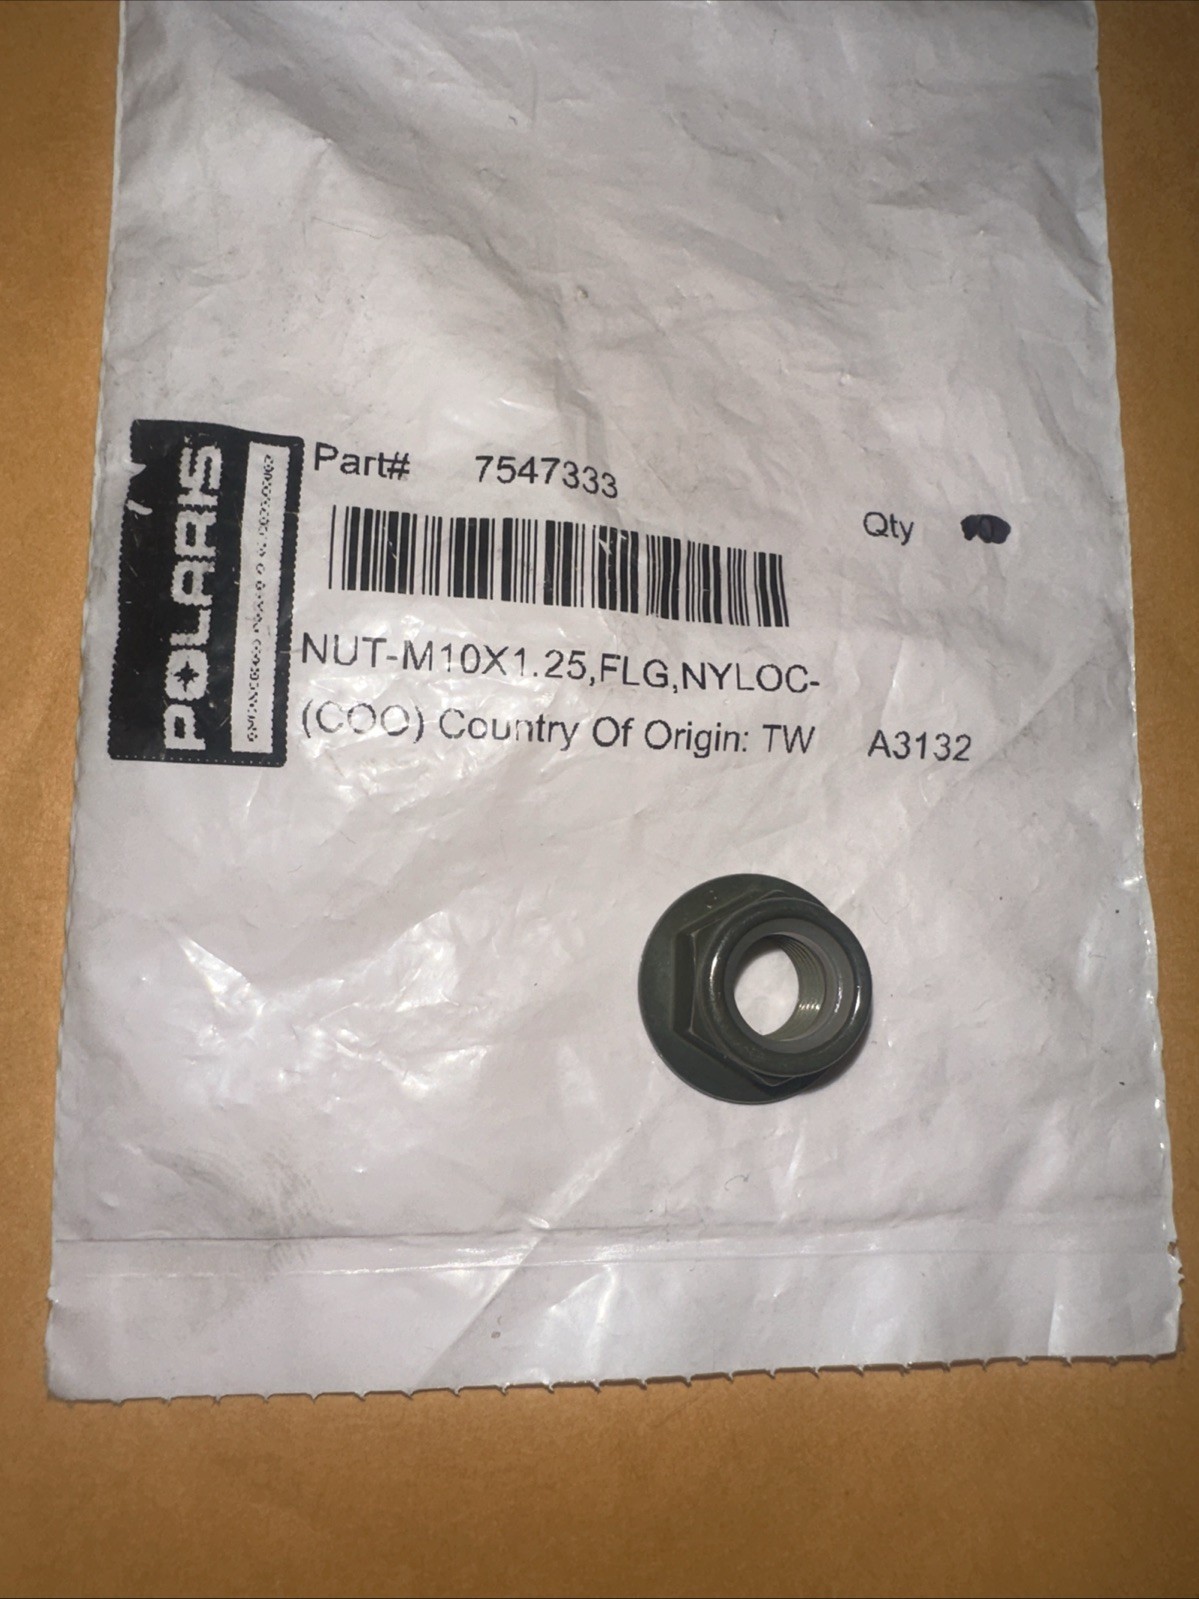 POLARIS
Part# 7547333
Qty
NUT-M10X1.25,FLG,NYLOC-
(COO) Country Of Origin: TW A3132